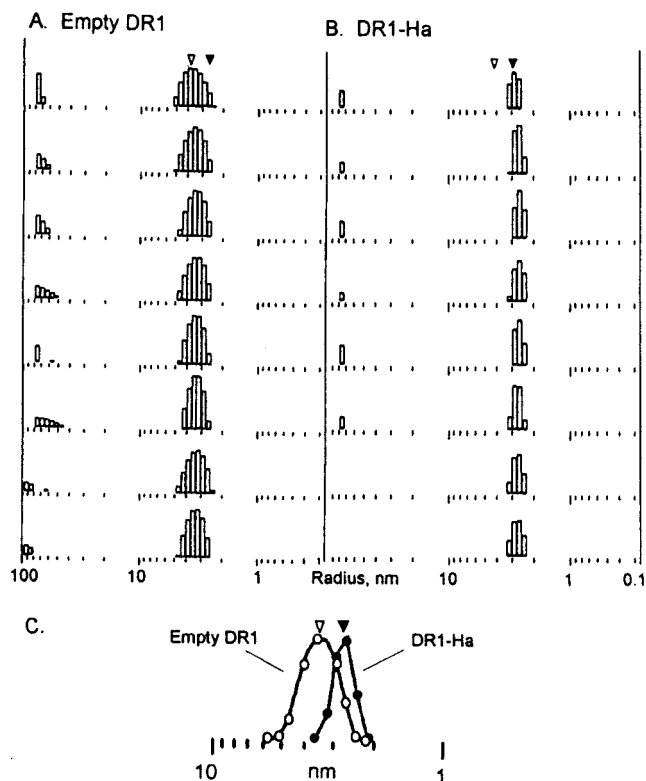 A. Empty DR1
B. DR1-Ha
100 10 1 Radius, nm 10 1 0.1
C.
Empty DR1 DR1-Ha
10 nm 1